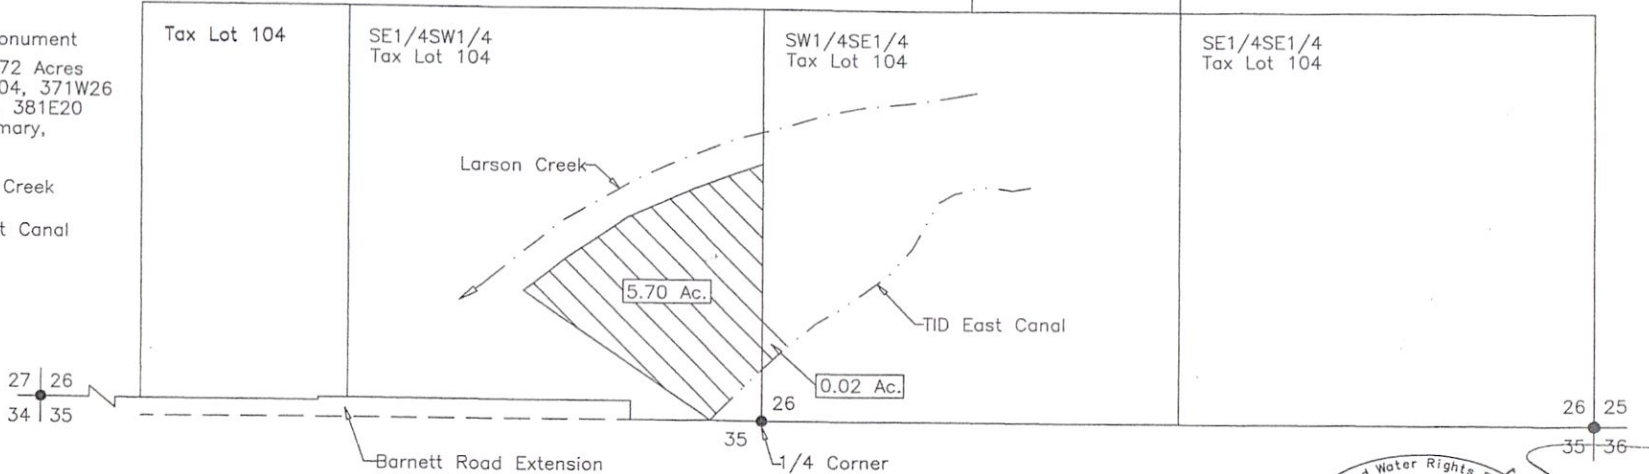 onument
72 Acres
04, 371W26
381E20
mary,
Creek
t Canal
Tax Lot 104
SE1/4SW1/4
Tax Lot 104
SW1/4SE1/4
Tax Lot 104
SE1/4SE1/4
Tax Lot 104
Larson Creek
5.70 Ac.
TID East Canal
0.02 Ac.
27 26
34 35
26
35
1/4 Corner
Barnett Road Extension
26 25
35 36
d Water Rights E